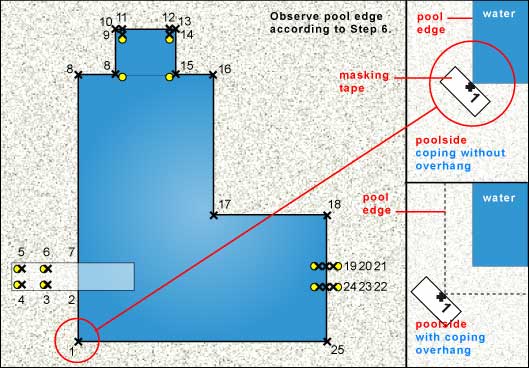 Observe pool edge
according to Step 6.
10 11 12 13
9 14
8 8 15 16
17 18
5 6 7
19 20 21
4 3 2
24 23 22
1 25
pool
edge
water
masking
tape
1
poolside
coping without
overhang
water
pool
edge
1
poolside
with coping
overhang